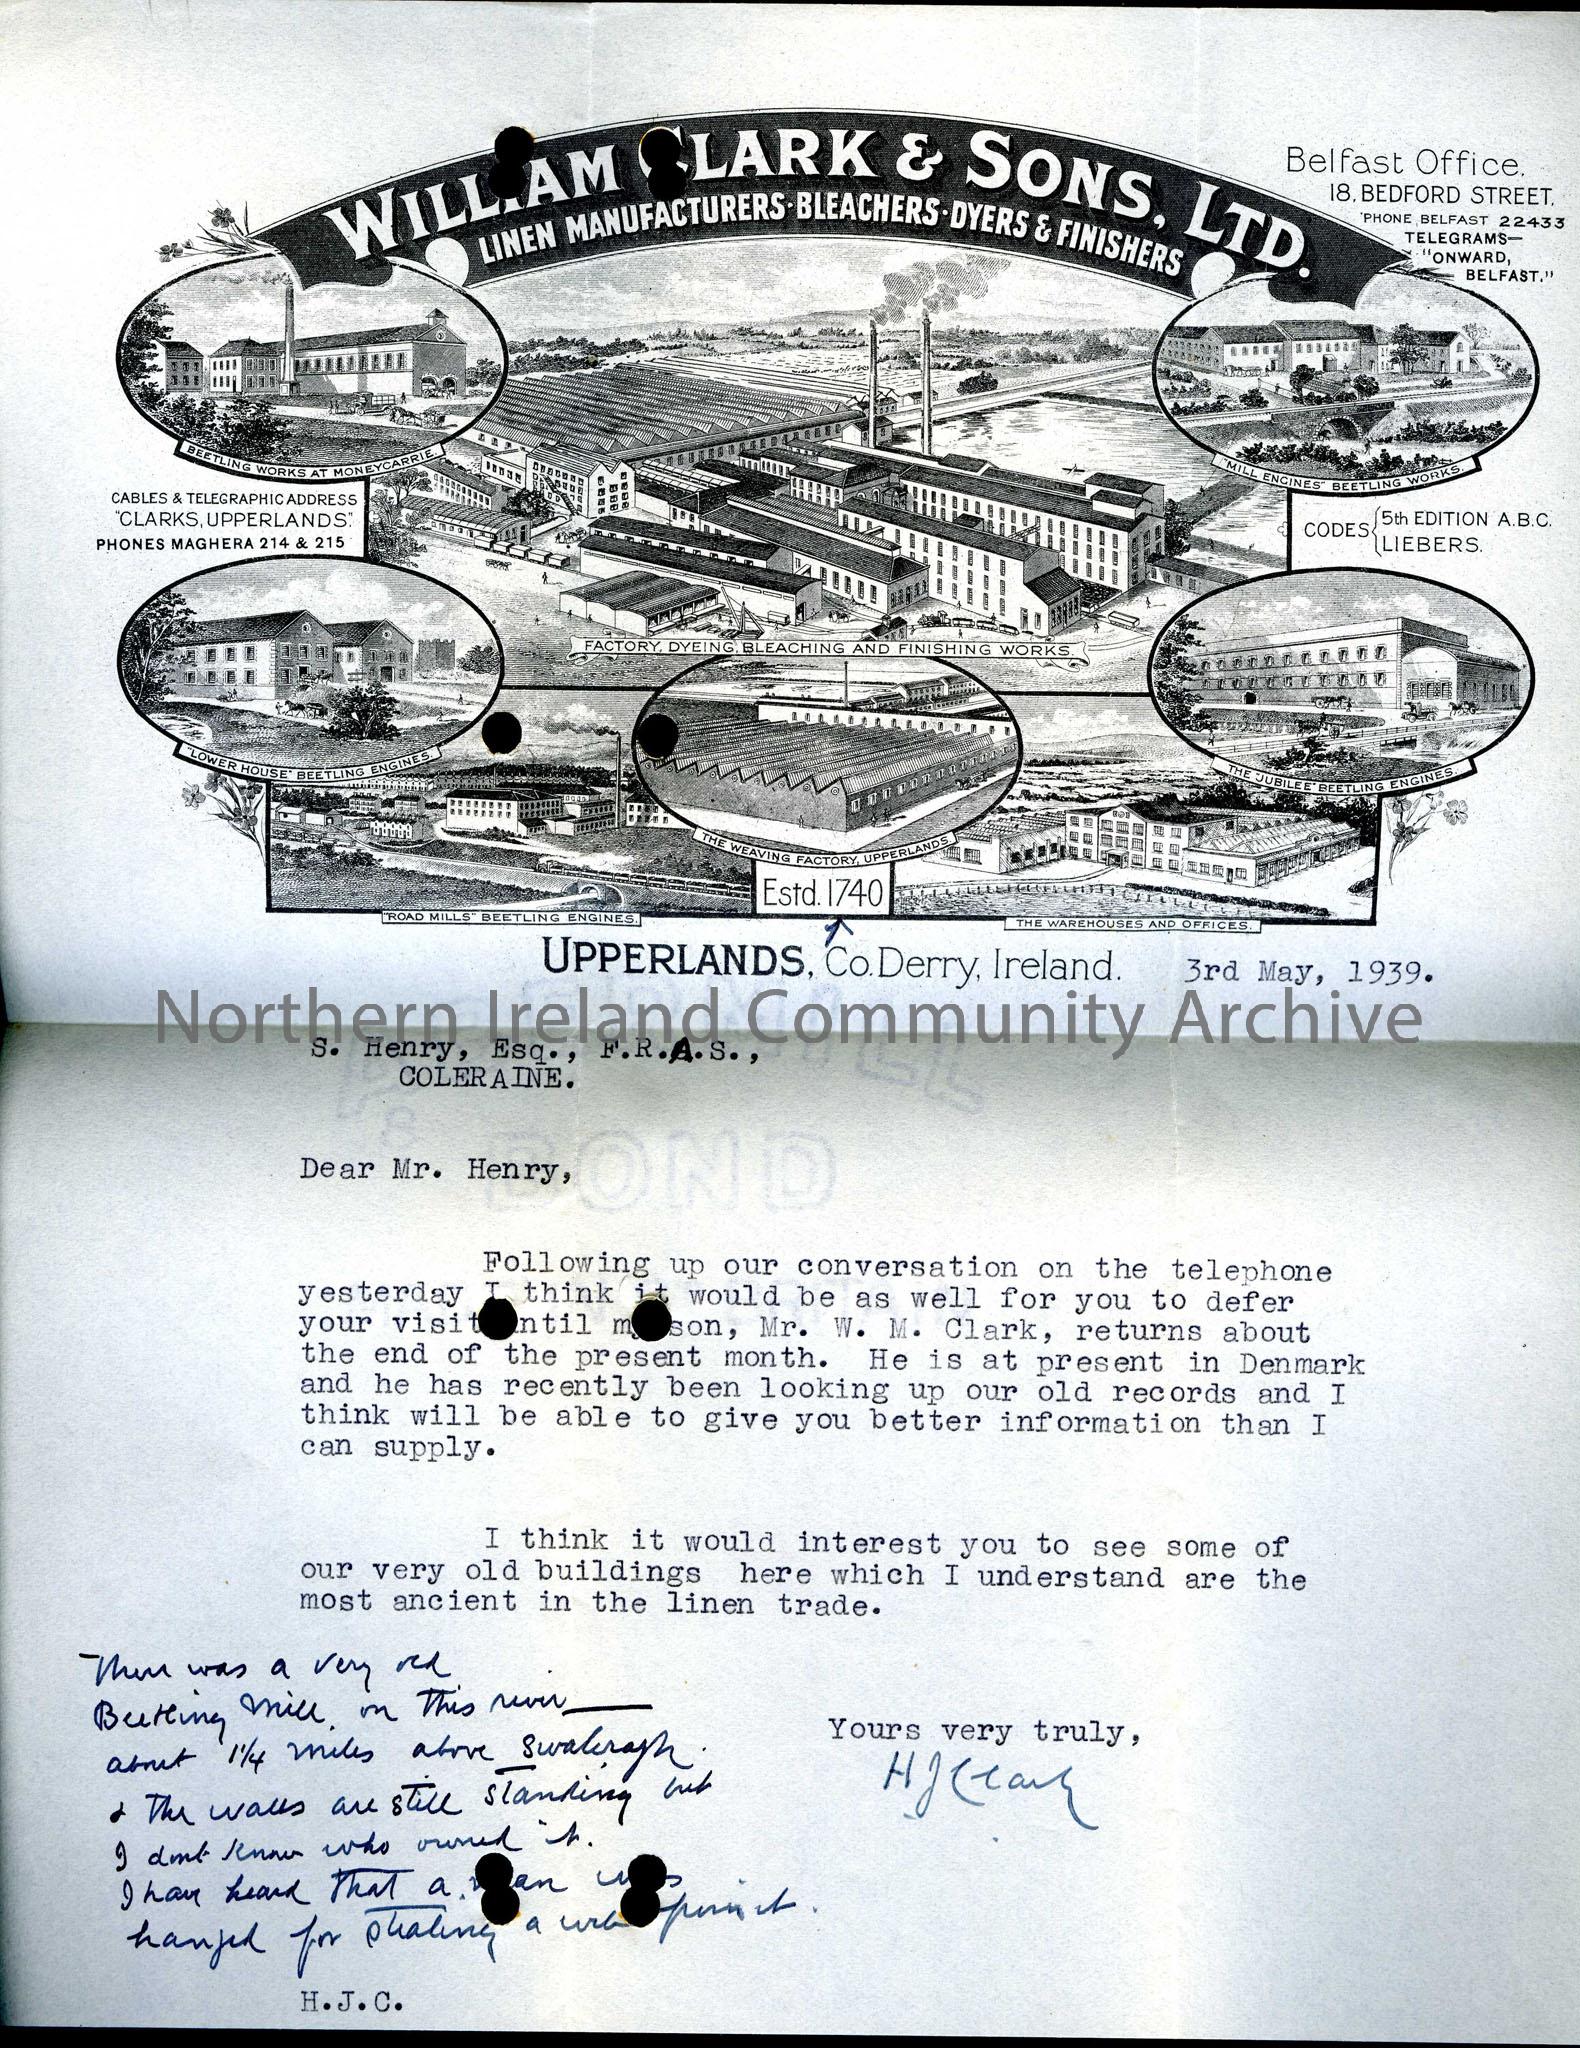 WILLIAM CLARK & SONS, LTD.
LINEN MANUFACTURERS·BLEACHERS·DYERS & FINISHERS
Belfast Office,
18, BEDFORD STREET,
'PHONE, BELFAST 22433
TELEGRAMS—
"ONWARD,
BELFAST."
BEETLING WORKS AT MONEYCARRIE.
"MILL ENGINES" BEETLING WORKS.
CABLES & TELEGRAPHIC ADDRESS
"CLARKS, UPPERLANDS".
PHONES MAGHERA 214 & 215
CODES { 5th EDITION A.B.C.
LIEBERS.
FACTORY, DYEING, BLEACHING AND FINISHING WORKS.
"LOWER HOUSE" BEETLING ENGINES.
THE "JUBILEE" BEETLING ENGINES.
THE WEAVING FACTORY, UPPERLANDS
Estd. 1740
"ROAD MILLS" BEETLING ENGINES.
THE WAREHOUSES AND OFFICES.
UPPERLANDS, Co. Derry, Ireland. 3rd May, 1939.
Northern Ireland Community Archive
S. Henry, Esq., F.R.A.S.,
COLERAINE.
BOND
Dear Mr. Henry,
Following up our conversation on the telephone
yesterday I think it would be as well for you to defer
your visit until my son, Mr. W. M. Clark, returns about
the end of the present month. He is at present in Denmark
and he has recently been looking up our old records and I
think will be able to give you better information than I
can supply.
I think it would interest you to see some of
our very old buildings here which I understand are the
most ancient in the linen trade.
There was a very old
Beetling Mill, on this river
about 1¼ miles above Swateragh.
& the walls are still standing but
I dont know who owned it.
I have heard that a man was
hanged for stealing a web from it.
Yours very truly,
H J Clark
H.J.C.